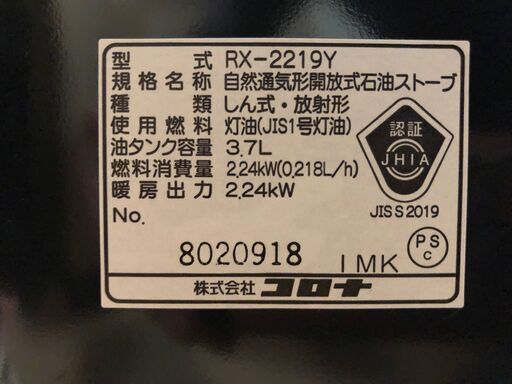 型式 RX-2219Y
規格名称 自然通気形開放式石油ストーブ
種類 しん式・放射形
使用燃料 灯油(JIS1号灯油)
油タンク容量 3.7L
燃料消費量 2.24kW(0.218L/h)
暖房出力 2.24kW
認証
JHIA
JIS S 2019
No.
8020918 IMK
PS
C
株式会社 コロナ